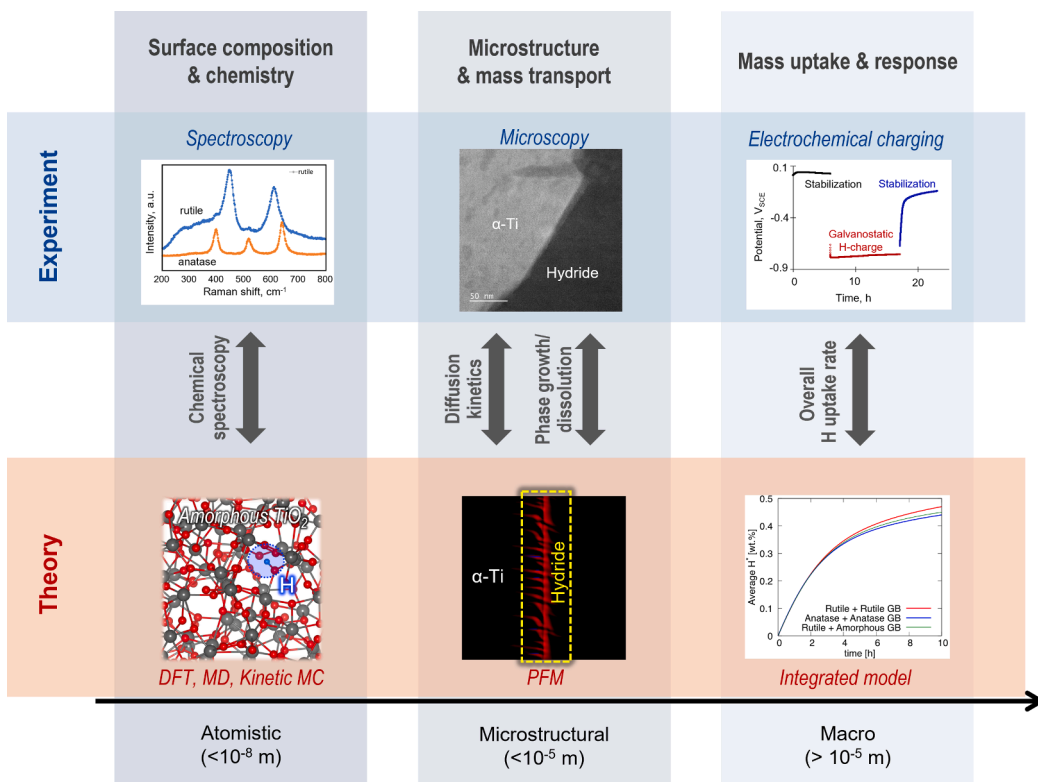 Surface composition
& chemistry
Microstructure
& mass transport
Mass uptake & response
Experiment
Spectroscopy
Intensity, a.u.
rutile
rutile
anatase
200 300 400 500 600 700 800
Raman shift, cm⁻¹
Microscopy
α-Ti
Hydride
50 nm
Electrochemical charging
Potential, V_SCE
0.1
-0.4
-0.9
Stabilization
Stabilization
Galvanostatic
H-charge
0 10 20
Time, h
Chemical
spectroscopy
Diffusion
kinetics
Phase growth/
dissolution
Overall
H uptake rate
Theory
Amorphous TiO₂
H
DFT, MD, Kinetic MC
α-Ti
Hydride
PFM
Average H* [wt.%]
0.5
0.4
0.3
0.2
0.1
0
Rutile + Rutile GB
Anatase + Anatase GB
Rutile + Amorphous GB
0 2 4 6 8 10
time [h]
Integrated model
Atomistic
(<10⁻⁸ m)
Microstructural
(<10⁻⁵ m)
Macro
(> 10⁻⁵ m)